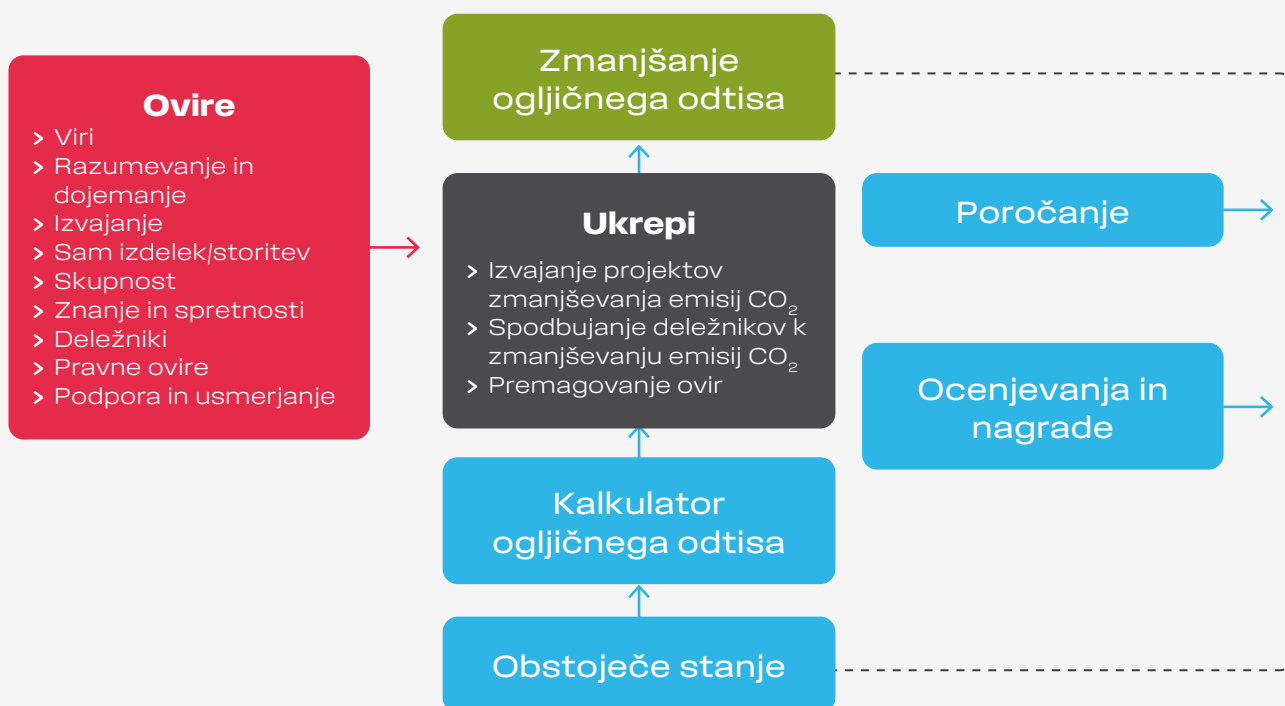 Ovire
> Viri
> Razumevanje in
dojemanje
> Izvajanje
> Sam izdelek/storitev
> Skupnost
> Znanje in spretnosti
> Deležniki
> Pravne ovire
> Podpora in usmerjanje
Zmanjšanje
ogljičnega odtisa
Ukrepi
> Izvajanje projektov
zmanjševanja emisij CO₂
> Spodbujanje deležnikov k
zmanjševanju emisij CO₂
> Premagovanje ovir
Kalkulator
ogljičnega odtisa
Obstoječe stanje
Poročanje
Ocenjevanja in
nagrade